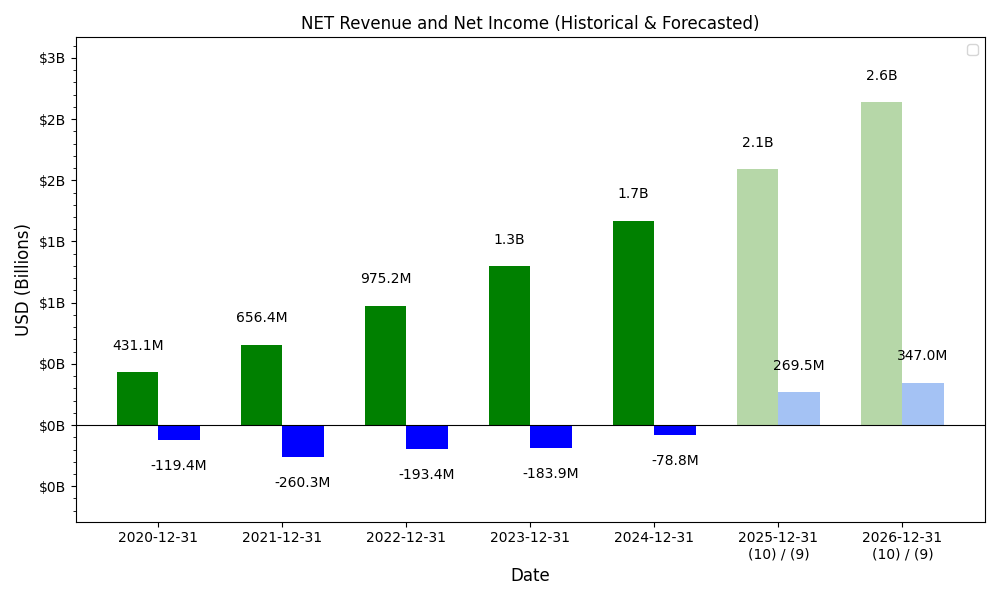 NET Revenue and Net Income (Historical & Forecasted)
$3B
$2B
$2B
$1B
$1B
$0B
$0B
$0B
USD (Billions)
431.1M
-119.4M
656.4M
-260.3M
975.2M
-193.4M
1.3B
-183.9M
1.7B
-78.8M
2.1B
269.5M
2.6B
347.0M
2020-12-31
2021-12-31
2022-12-31
2023-12-31
2024-12-31
2025-12-31
(10) / (9)
2026-12-31
(10) / (9)
Date